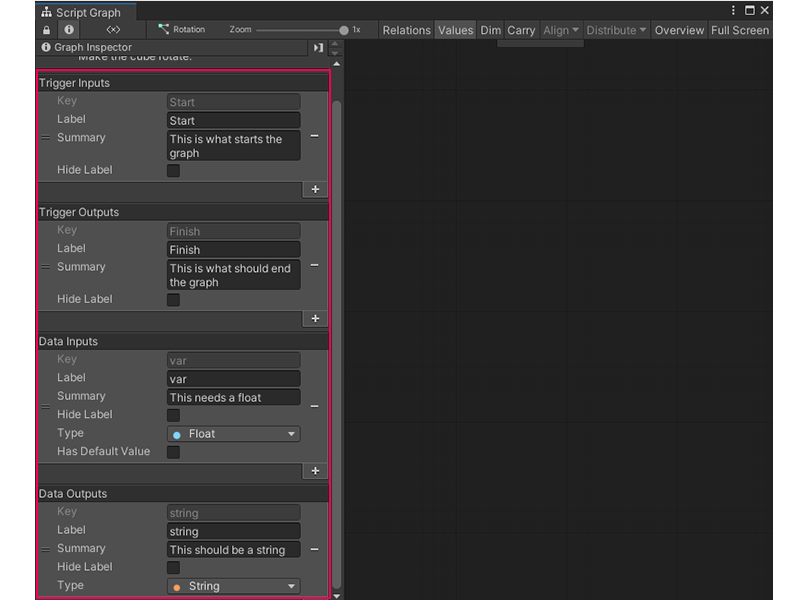 Script Graph
Rotation Zoom 1x Relations Values Dim Carry Align Distribute Overview Full Screen
Graph Inspector
Make the cube rotate.
Trigger Inputs
Key Start
Label Start
Summary This is what starts the
graph
Hide Label
Trigger Outputs
Key Finish
Label Finish
Summary This is what should end
the graph
Hide Label
Data Inputs
Key var
Label var
Summary This needs a float
Hide Label
Type Float
Has Default Value
Data Outputs
Key string
Label string
Summary This should be a string
Hide Label
Type String